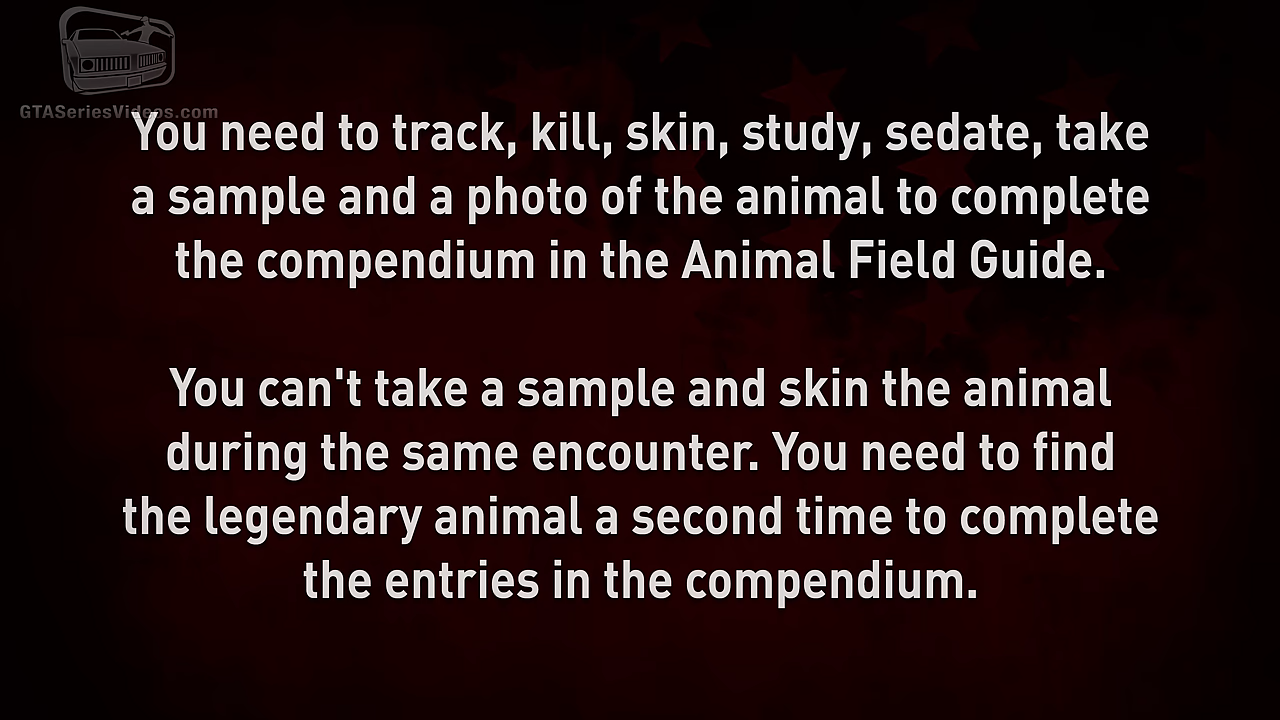 GTASeriesVideos.com
You need to track, kill, skin, study, sedate, take
a sample and a photo of the animal to complete
the compendium in the Animal Field Guide.
You can't take a sample and skin the animal
during the same encounter. You need to find
the legendary animal a second time to complete
the entries in the compendium.